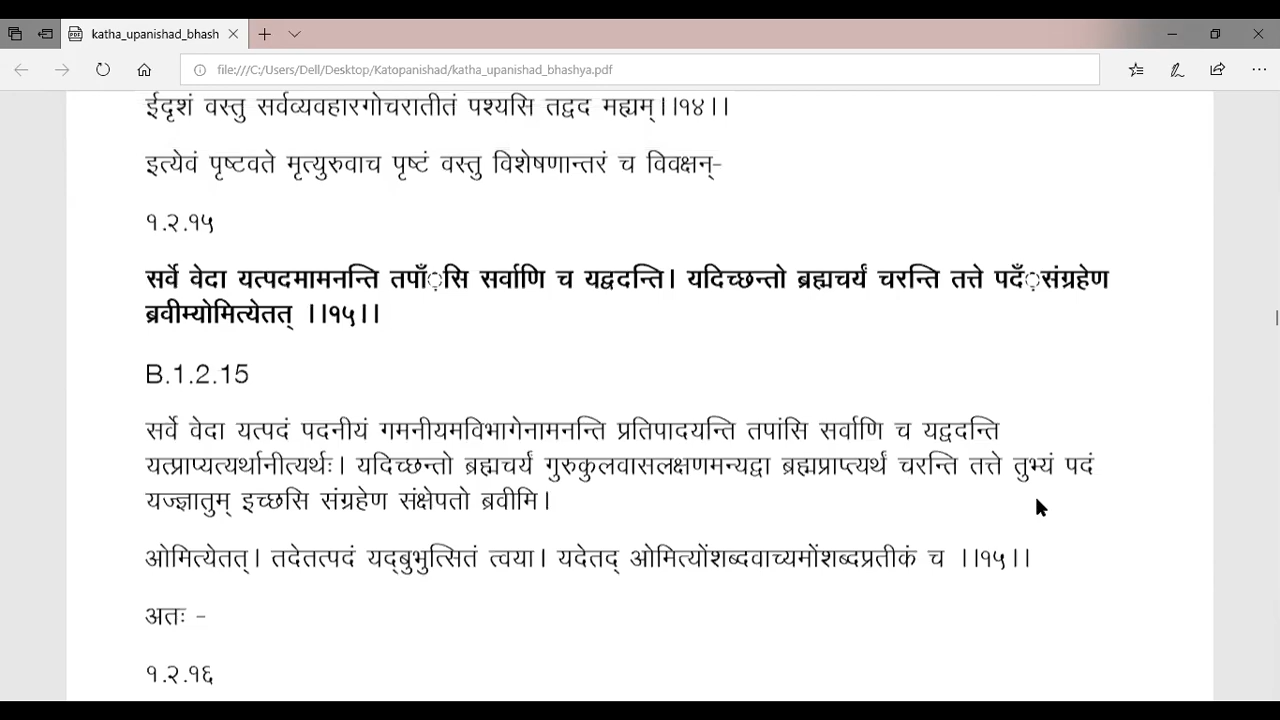 katha_upanishad_bhash
file:///C:/Users/Dell/Desktop/Katopanishad/katha_upanishad_bhashya.pdf
ईदृशं वस्तु सर्वव्यवहारगोचरातीतं पश्यसि तद्वद मह्यम्।।१४।।
इत्येवं पृष्टवते मृत्युरुवाच पृष्टं वस्तु विशेषणान्तरं च विवक्षन्-
१.२.१५
सर्वे वेदा यत्पदमामनन्ति तपाँ़सि सर्वाणि च यद्वदन्ति। यदिच्छन्तो ब्रह्मचर्यं चरन्ति तत्ते पदँ़संग्रहेण
ब्रवीम्योमित्येतत् ।।१५।।
B.1.2.15
सर्वे वेदा यत्पदं पदनीयं गमनीयमविभागेनामनन्ति प्रतिपादयन्ति तपांसि सर्वाणि च यद्वदन्ति
यत्प्राप्यत्यर्थानीत्यर्थः। यदिच्छन्तो ब्रह्मचर्यं गुरुकुलवासलक्षणमन्यद्वा ब्रह्मप्राप्त्यर्थं चरन्ति तत्ते तुभ्यं पदं
यज्ज्ञातुम् इच्छसि संग्रहेण संक्षेपतो ब्रवीमि।
ओमित्येतत्। तदेतत्पदं यद्बुभुत्सितं त्वया। यदेतद् ओमित्योंशब्दवाच्यमोंशब्दप्रतीकं च ।।१५।।
अतः -
१.२.१६